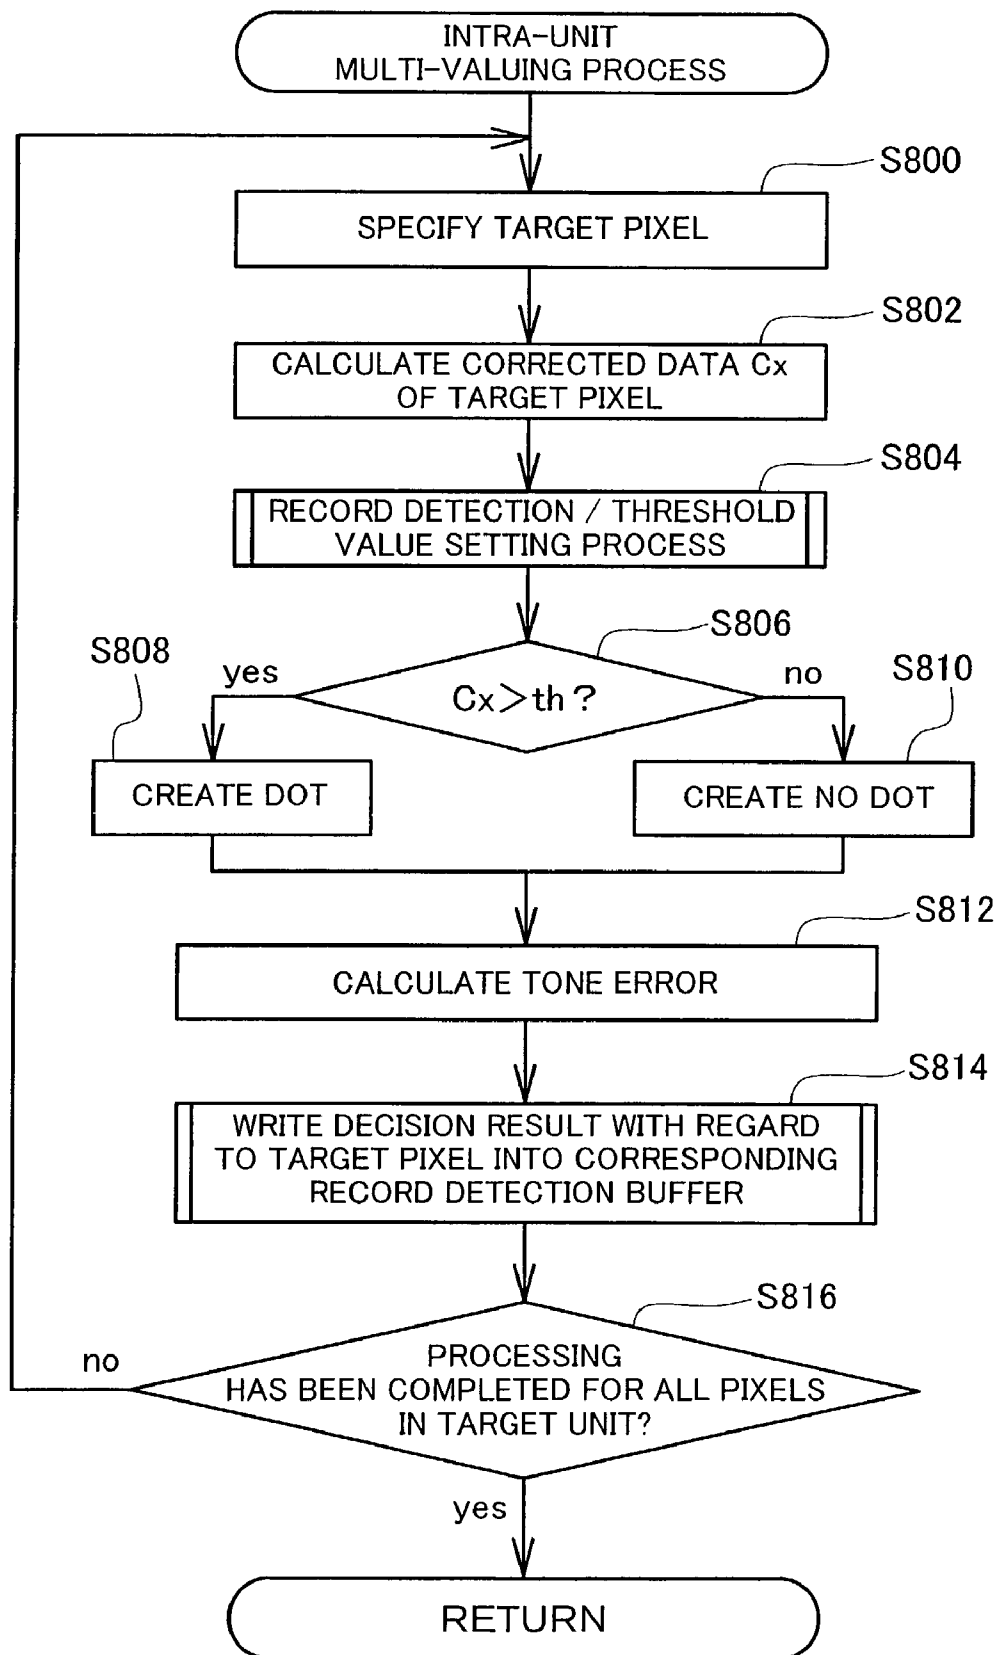 INTRA-UNIT
MULTI-VALUING PROCESS
S800
SPECIFY TARGET PIXEL
S802
CALCULATE CORRECTED DATA Cx
OF TARGET PIXEL
S804
RECORD DETECTION / THRESHOLD
VALUE SETTING PROCESS
S806
Cx>th?
yes
no
S808
CREATE DOT
S810
CREATE NO DOT
S812
CALCULATE TONE ERROR
S814
WRITE DECISION RESULT WITH REGARD
TO TARGET PIXEL INTO CORRESPONDING
RECORD DETECTION BUFFER
S816
PROCESSING
HAS BEEN COMPLETED FOR ALL PIXELS
IN TARGET UNIT?
no
yes
RETURN